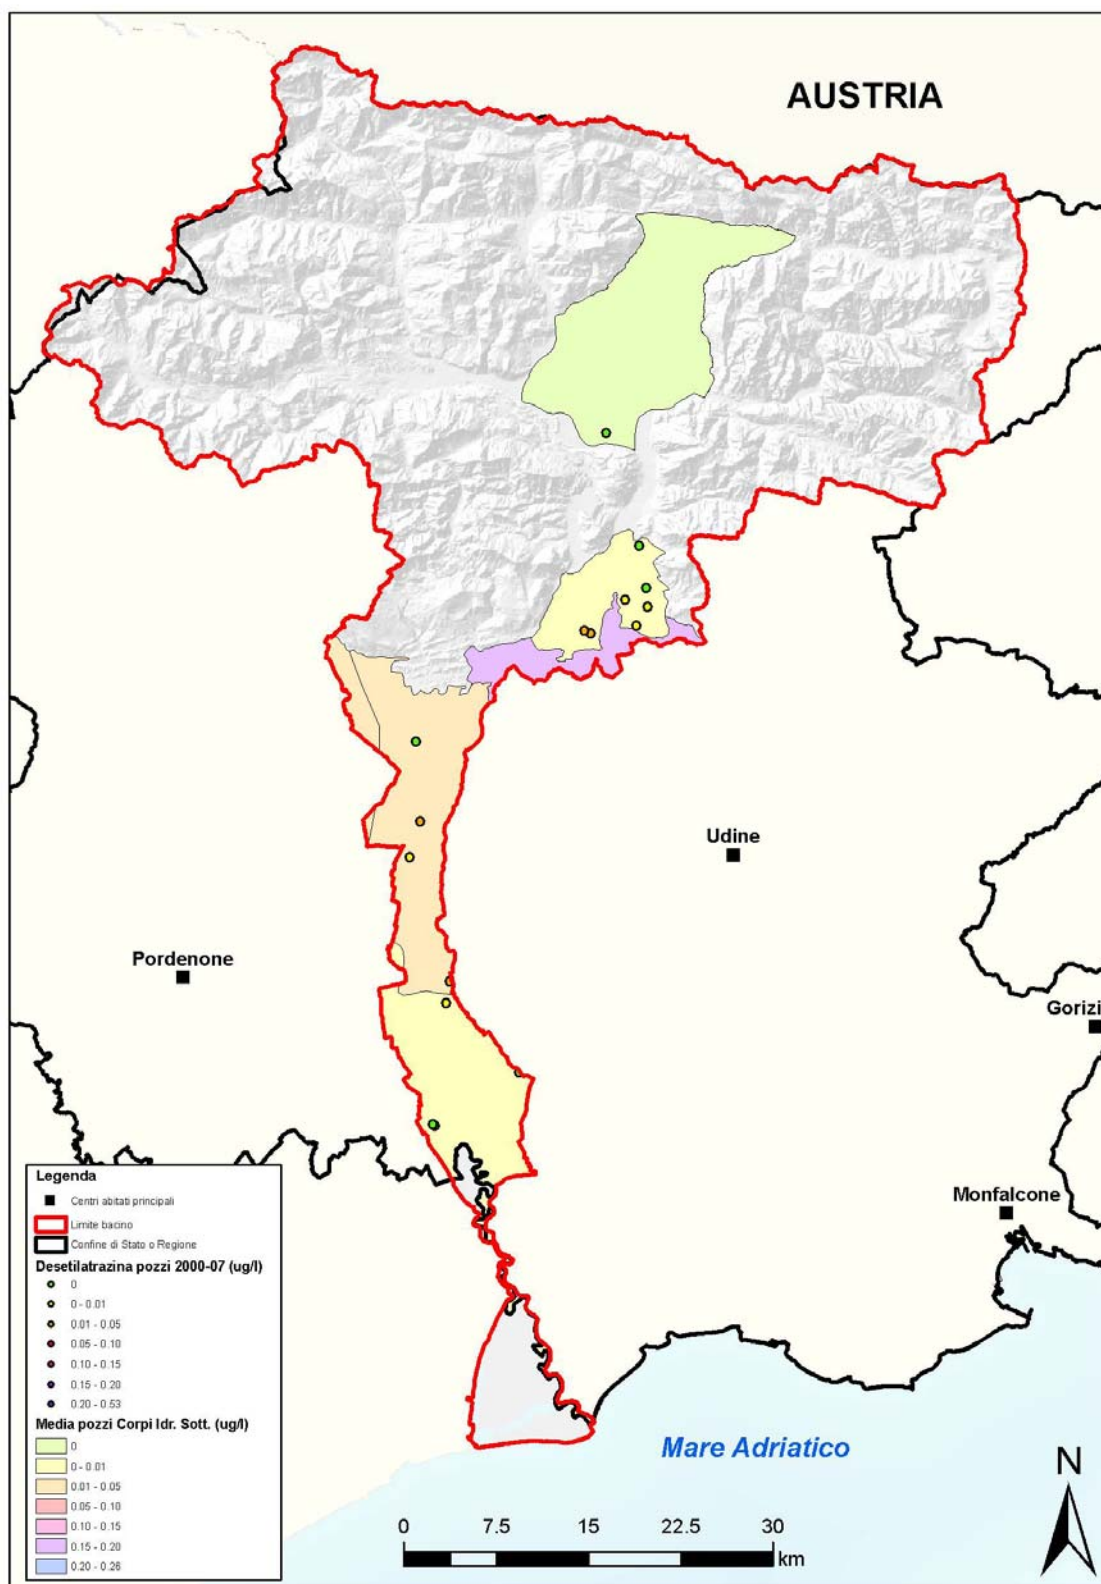 AUSTRIA
Udine
Pordenone
Gorizi
Monfalcone
Mare Adriatico
N
0 7.5 15 22.5 30
km
Legenda
Centri abitati principali
Limite bacino
Confine di Stato o Regione
Desetilatrazina pozzi 2000-07 (ug/l)
0
0 - 0.01
0.01 - 0.05
0.05 - 0.10
0.10 - 0.15
0.15 - 0.20
0.20 - 0.53
Media pozzi Corpi Idr. Sott. (ug/l)
0
0 - 0.01
0.01 - 0.05
0.05 - 0.10
0.10 - 0.15
0.15 - 0.20
0.20 - 0.26